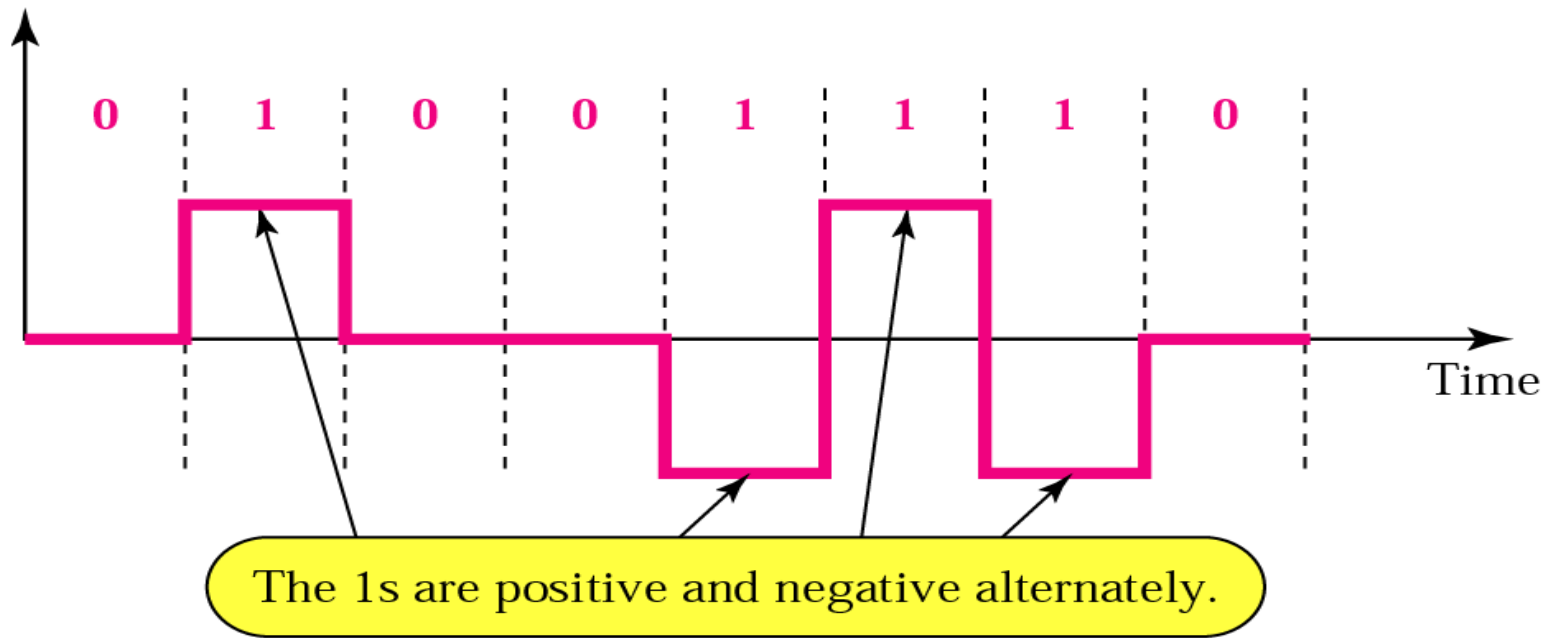 0 1 0 0 1 1 1 0
Time
The 1s are positive and negative alternately.